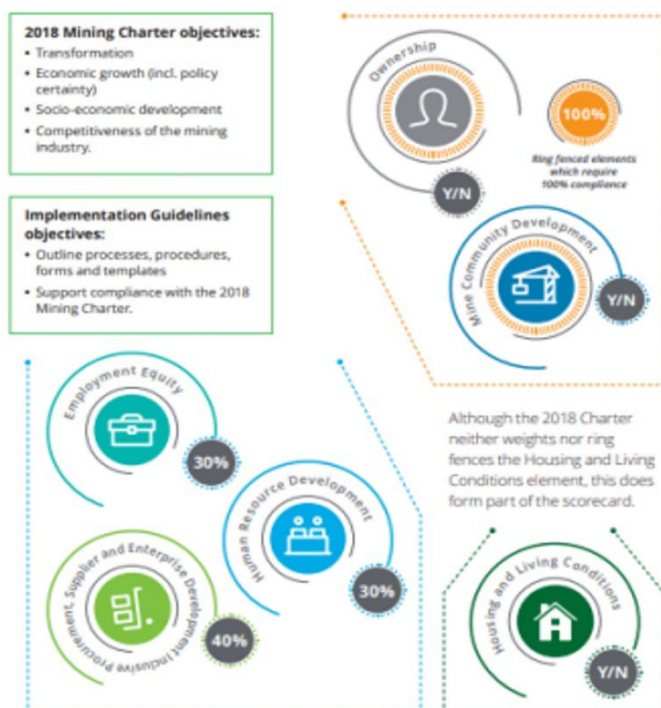 2018 Mining Charter objectives:
• Transformation
• Economic growth (incl. policy
certainty)
• Socio-economic development
• Competitiveness of the mining
industry.
Ownership
Y/N
100%
Ring fenced elements
which require
100% compliance
Implementation Guidelines
objectives:
• Outline processes, procedures,
forms and templates
• Support compliance with the 2018
Mining Charter.
Mine Community Development
Y/N
Employment Equity
30%
Human Resource Development
30%
Inclusive Procurement, Supplier and Enterprise Development
40%
Although the 2018 Charter
neither weights nor ring
fences the Housing and Living
Conditions element, this does
form part of the scorecard.
Housing and Living Conditions
Y/N